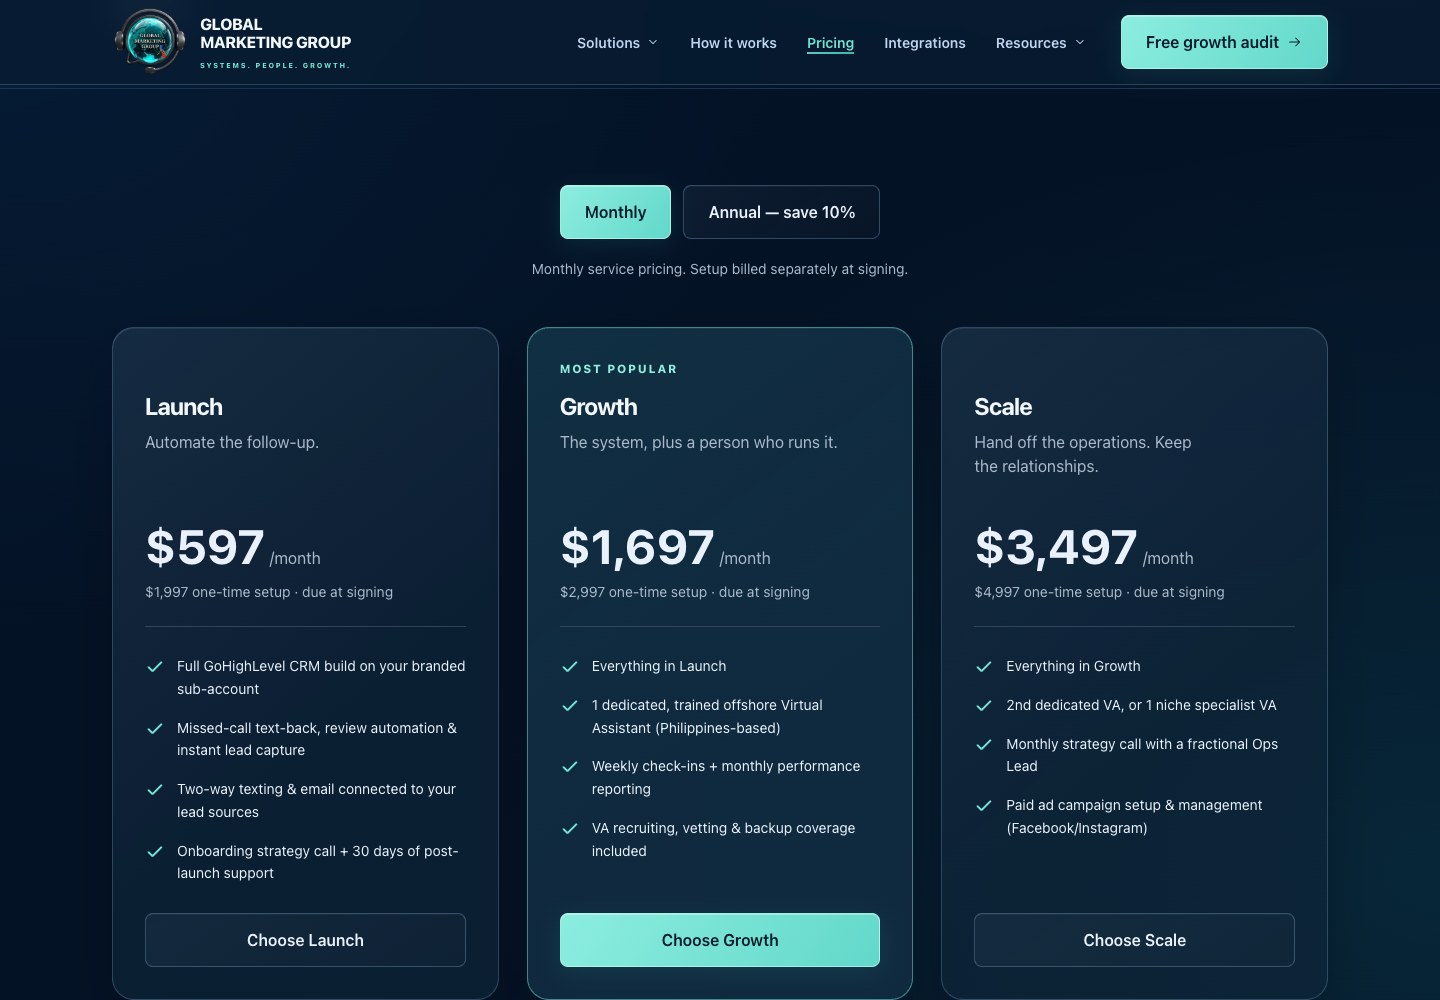 GLOBAL
MARKETING GROUP
SYSTEMS. PEOPLE. GROWTH.
GLOBAL
MARKETING
GROUP
Solutions
How it works
Pricing
Integrations
Resources
Free growth audit →
Monthly
Annual — save 10%
Monthly service pricing. Setup billed separately at signing.
Launch
Automate the follow-up.
$597 /month
$1,997 one-time setup · due at signing
Full GoHighLevel CRM build on your branded
sub-account
Missed-call text-back, review automation &
instant lead capture
Two-way texting & email connected to your
lead sources
Onboarding strategy call + 30 days of post-
launch support
Choose Launch
MOST POPULAR
Growth
The system, plus a person who runs it.
$1,697 /month
$2,997 one-time setup · due at signing
Everything in Launch
1 dedicated, trained offshore Virtual
Assistant (Philippines-based)
Weekly check-ins + monthly performance
reporting
VA recruiting, vetting & backup coverage
included
Choose Growth
Scale
Hand off the operations. Keep
the relationships.
$3,497 /month
$4,997 one-time setup · due at signing
Everything in Growth
2nd dedicated VA, or 1 niche specialist VA
Monthly strategy call with a fractional Ops
Lead
Paid ad campaign setup & management
(Facebook/Instagram)
Choose Scale